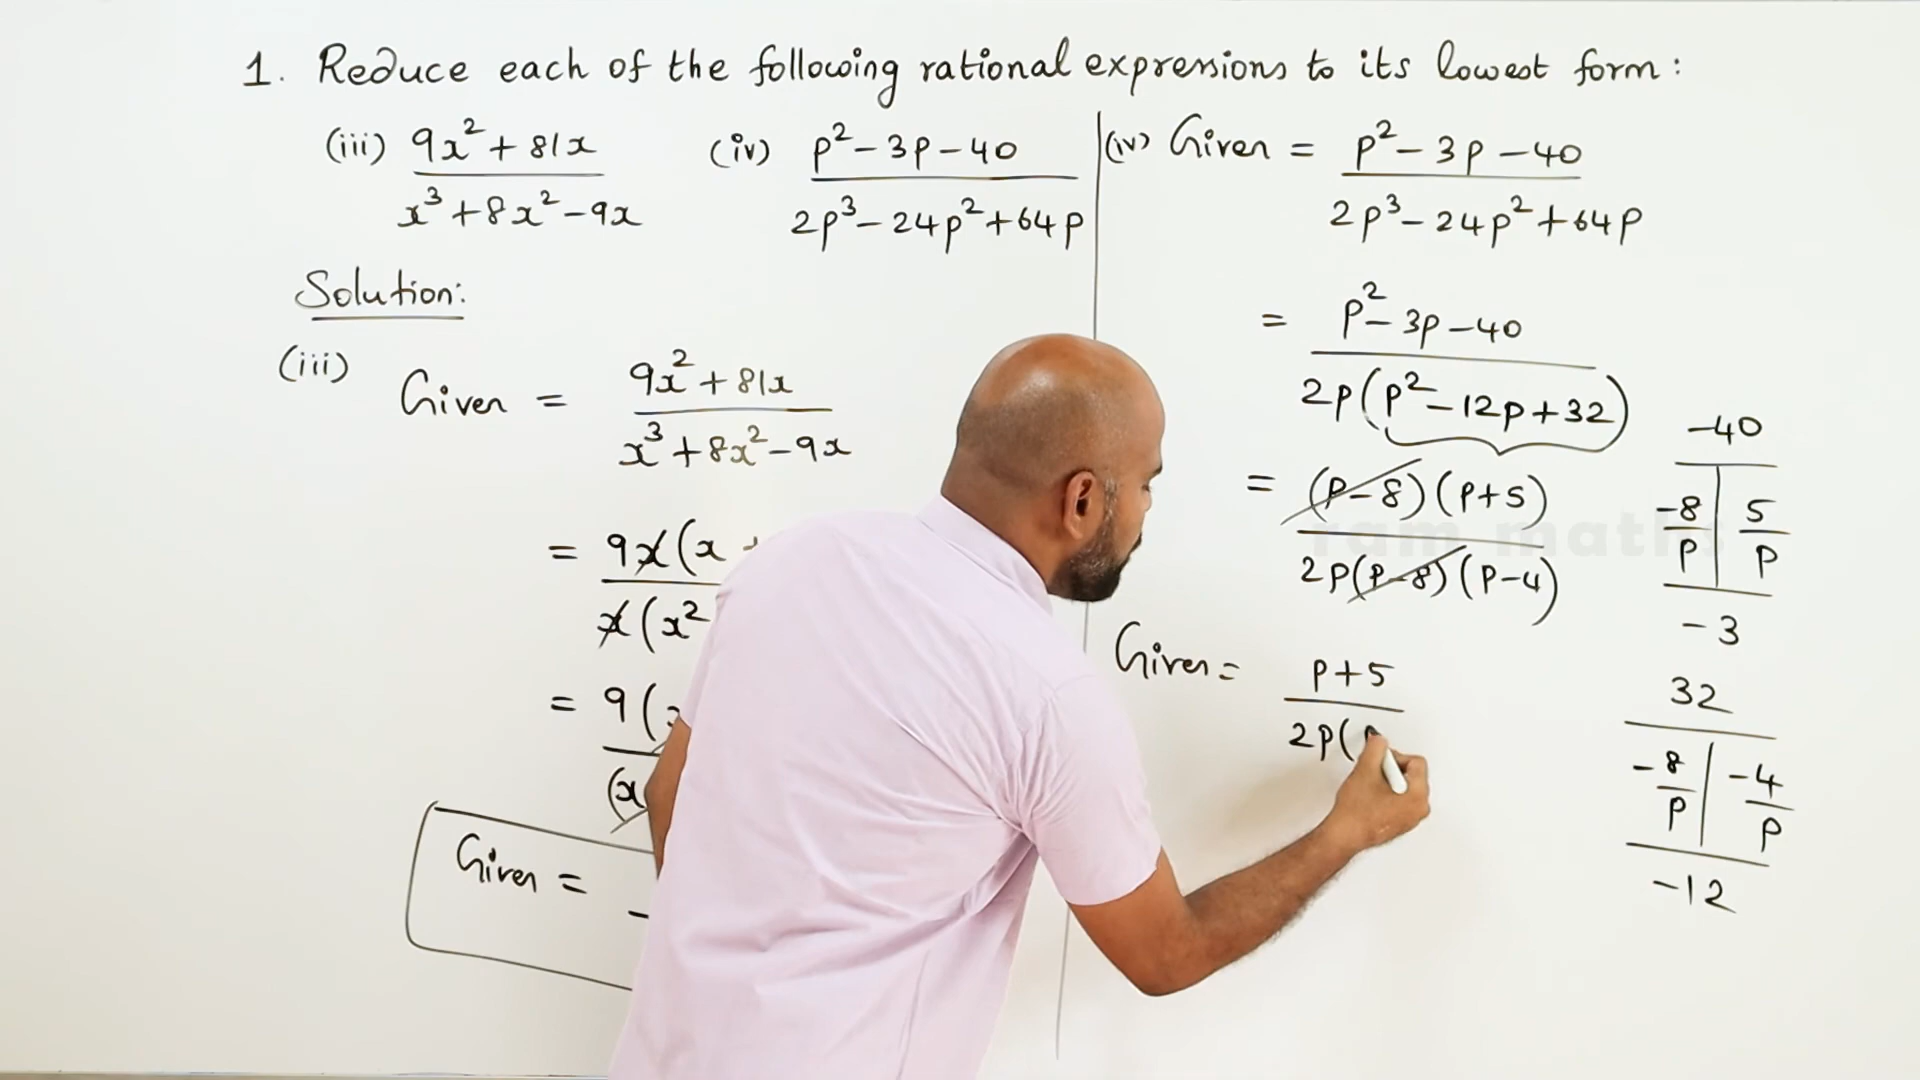 1. Reduce each of the following rational expressions to its lowest form:
(iii) 9x² + 81x / x³ + 8x² - 9x
(iv) p² - 3p - 40 / 2p³ - 24p² + 64p
Solution:
(iii) Given = 9x² + 81x / x³ + 8x² - 9x
= 9x(x / x(x²
= 9( / (x
Given =
(iv) Given = p² - 3p - 40 / 2p³ - 24p² + 64p
= p² - 3p - 40 / 2p(p² - 12p + 32)
= (p-8)(p+5) / 2p(p-8)(p-4)
Given = p+5 / 2p(
-40
-8/p | 5/p
-3
32
-8/p | -4/p
-12
ram maths